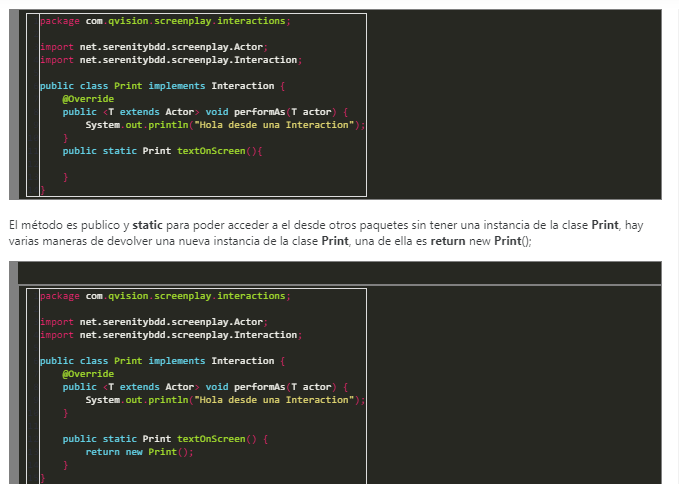 package com.qvision.screenplay.interactions;
import net.serenitybdd.screenplay.Actor;
import net.serenitybdd.screenplay.Interaction;
public class Print implements Interaction {
@Override
public <T extends Actor> void performAs(T actor) {
System.out.println("Hola desde una Interaction");
}
public static Print textOnScreen(){
}
}
El método es publico y static para poder acceder a el desde otros paquetes sin tener una instancia de la clase Print, hay
varias maneras de devolver una nueva instancia de la clase Print, una de ella es return new Print();
package com.qvision.screenplay.interactions;
import net.serenitybdd.screenplay.Actor;
import net.serenitybdd.screenplay.Interaction;
public class Print implements Interaction {
@Override
public <T extends Actor> void performAs(T actor) {
System.out.println("Hola desde una Interaction");
}
public static Print textOnScreen() {
return new Print();
}
}